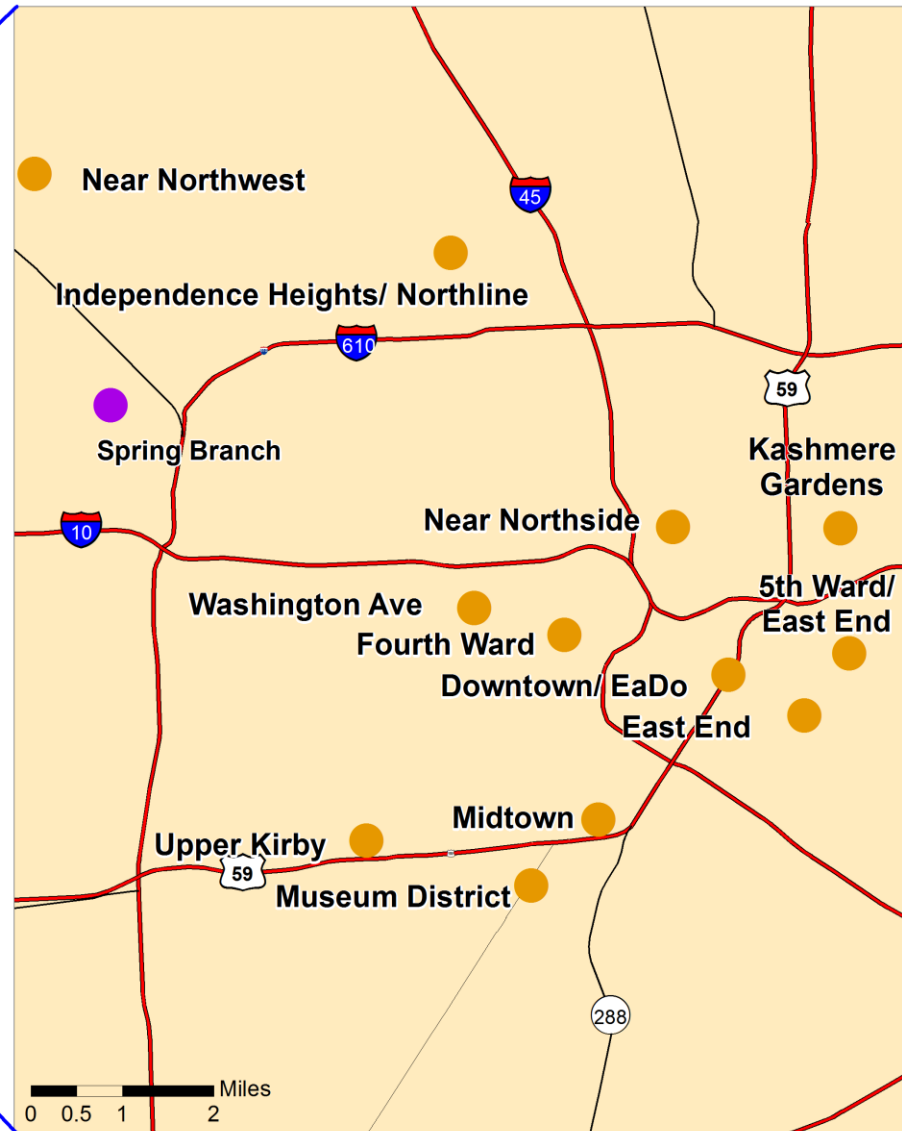 Near Northwest
45
Independence Heights/ Northline
610
59
Spring Branch
Kashmere
Gardens
10
Near Northside
5th Ward/
East End
Washington Ave
Fourth Ward
Downtown/ EaDo
East End
Midtown
Upper Kirby
59
Museum District
288
Miles
0 0.5 1 2